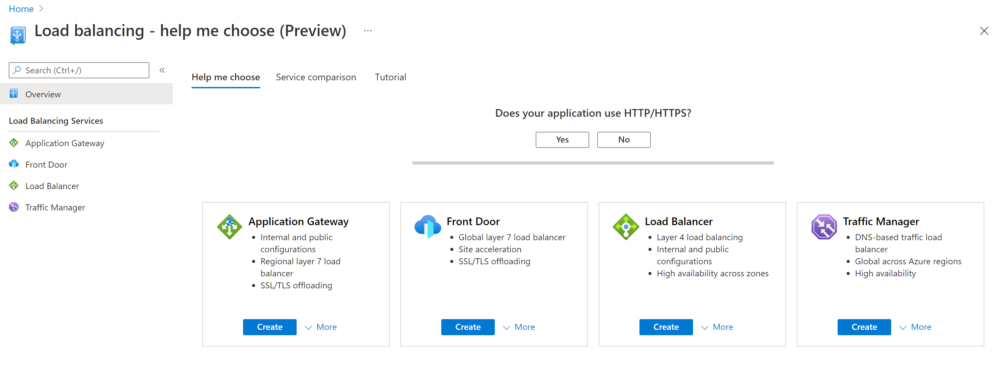 Home
Load balancing - help me choose (Preview) ...
Search (Ctrl+/)
«
Overview
Load Balancing Services
Application Gateway
Front Door
Load Balancer
Traffic Manager
Help me choose Service comparison Tutorial
Does your application use HTTP/HTTPS?
Yes No
Application Gateway
• Internal and public
configurations
• Regional layer 7 load
balancer
• SSL/TLS offloading
Create More
Front Door
• Global layer 7 load balancer
• Site acceleration
• SSL/TLS offloading
Create More
Load Balancer
• Layer 4 load balancing
• Internal and public
configurations
• High availability across zones
Create More
Traffic Manager
• DNS-based traffic load
balancer
• Global across Azure regions
• High availability
Create More